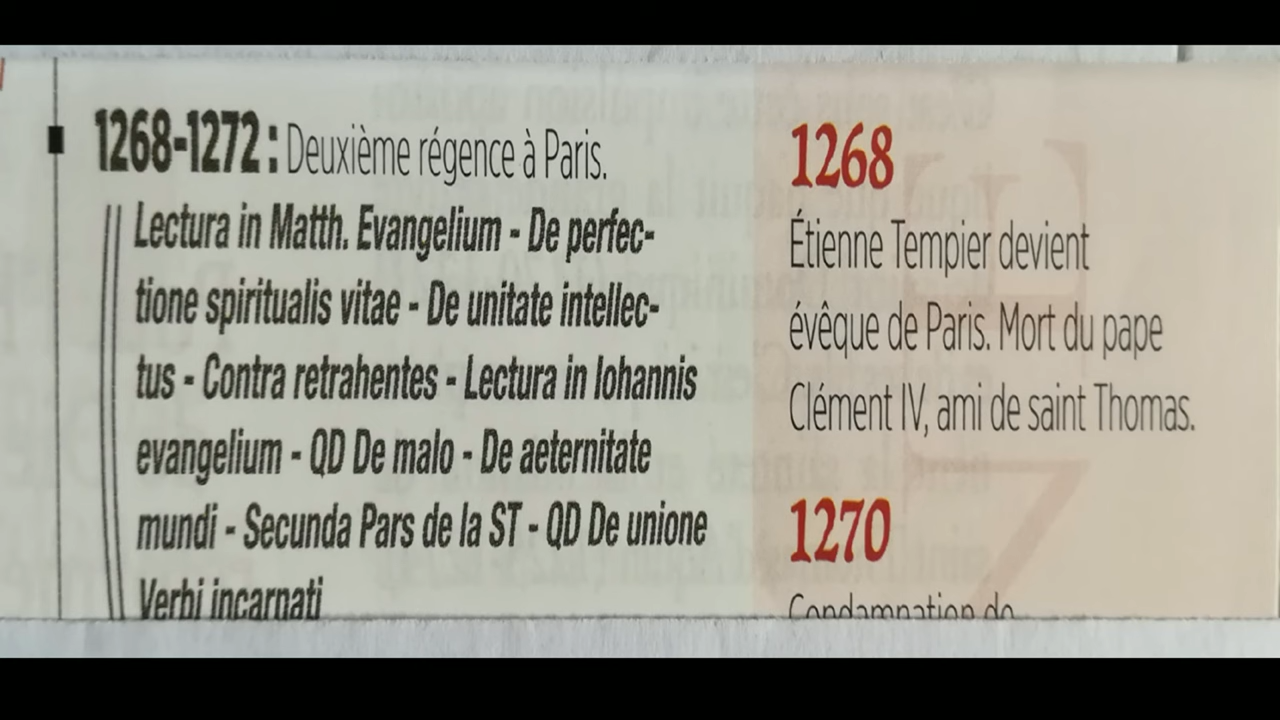 1268-1272 : Deuxième régence à Paris.
Lectura in Matth. Evangelium - De perfec-
tione spiritualis vitae - De unitate intellec-
tus - Contra retrahentes - Lectura in Iohannis
evangelium - QD De malo - De aeternitate
mundi - Secunda Pars de la ST - QD De unione
Verbi incarnati
1268
Étienne Tempier devient
évêque de Paris. Mort du pape
Clément IV, ami de saint Thomas.
1270
Condamnation de